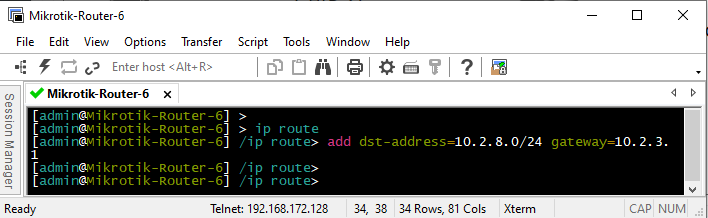 Mikrotik-Router-6
File Edit View Options Transfer Script Tools Window Help
Enter host <Alt+R>
Session Manager
Mikrotik-Router-6
[admin@Mikrotik-Router-6] >
[admin@Mikrotik-Router-6] > ip route
[admin@Mikrotik-Router-6] /ip route> add dst-address=10.2.8.0/24 gateway=10.2.3.
1
[admin@Mikrotik-Router-6] /ip route>
[admin@Mikrotik-Router-6] /ip route>
Ready Telnet: 192.168.172.128 34, 38 34 Rows, 81 Cols Xterm CAP NUM